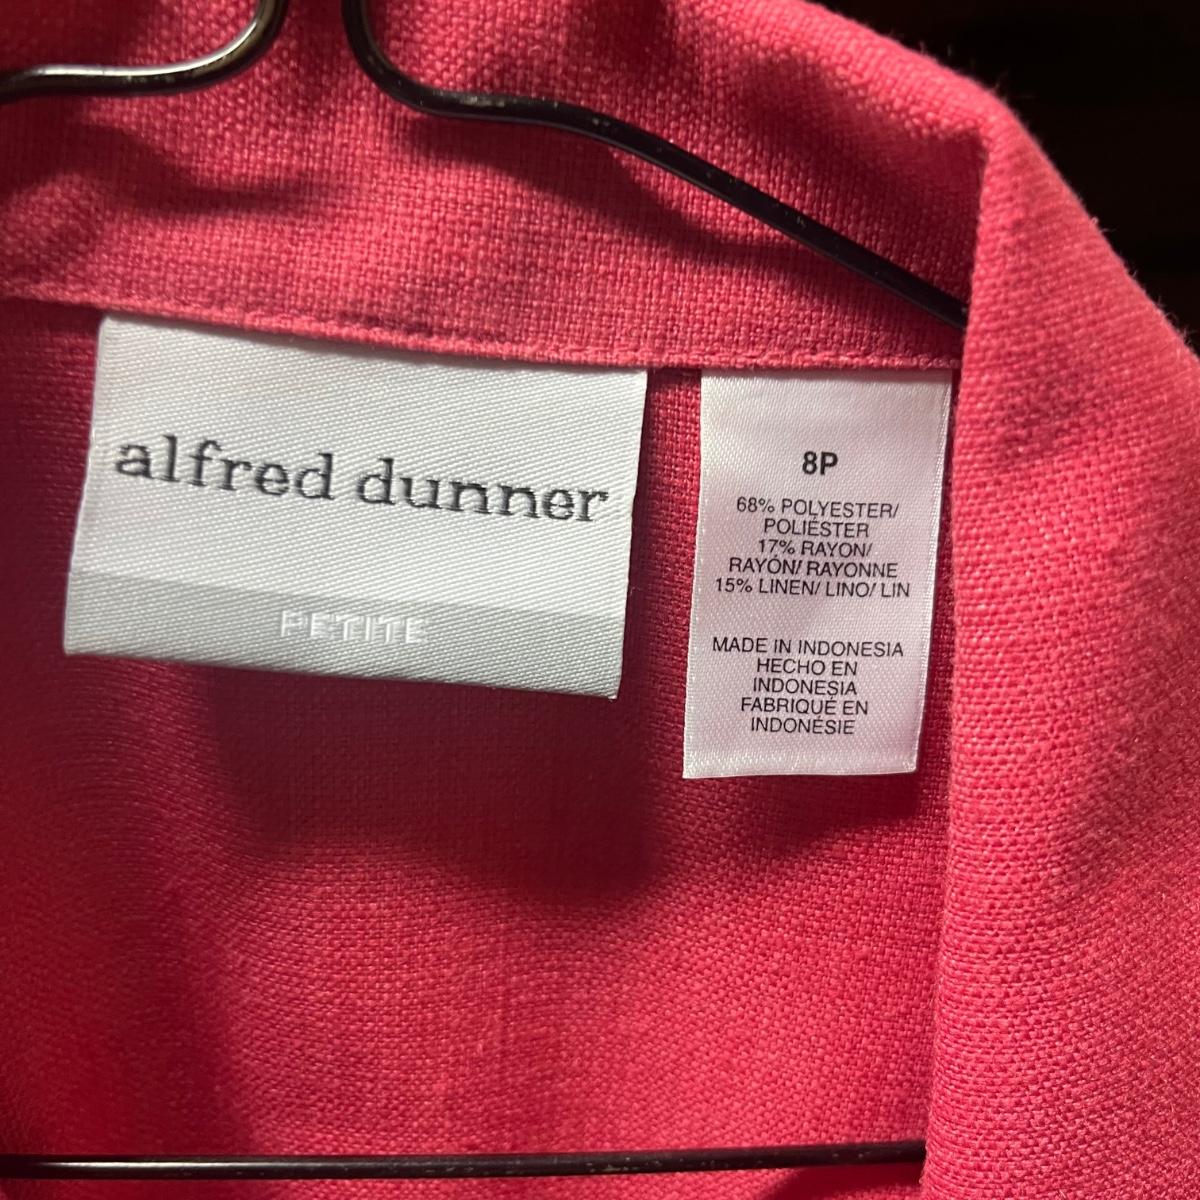 alfred dunner
PETITE
8P
68% POLYESTER/
POLIÉSTER
17% RAYON/
RAYÓN/ RAYONNE
15% LINEN/ LINO/ LIN
MADE IN INDONESIA
HECHO EN
INDONESIA
FABRIQUÉ EN
INDONÉSIE